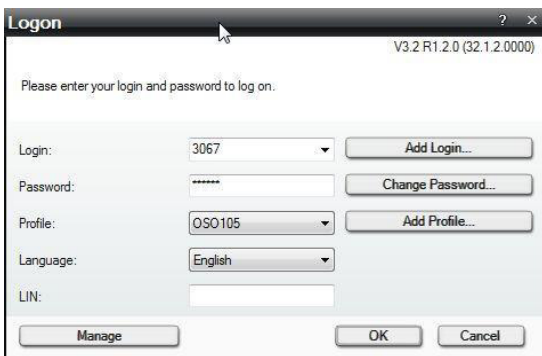 Logon ? ×
V3.2 R1.2.0 (32.1.2.0000)
Please enter your login and password to log on.
Login: 3067 Add Login...
Password: ****** Change Password...
Profile: OSO105 Add Profile...
Language: English
LIN:
Manage OK Cancel